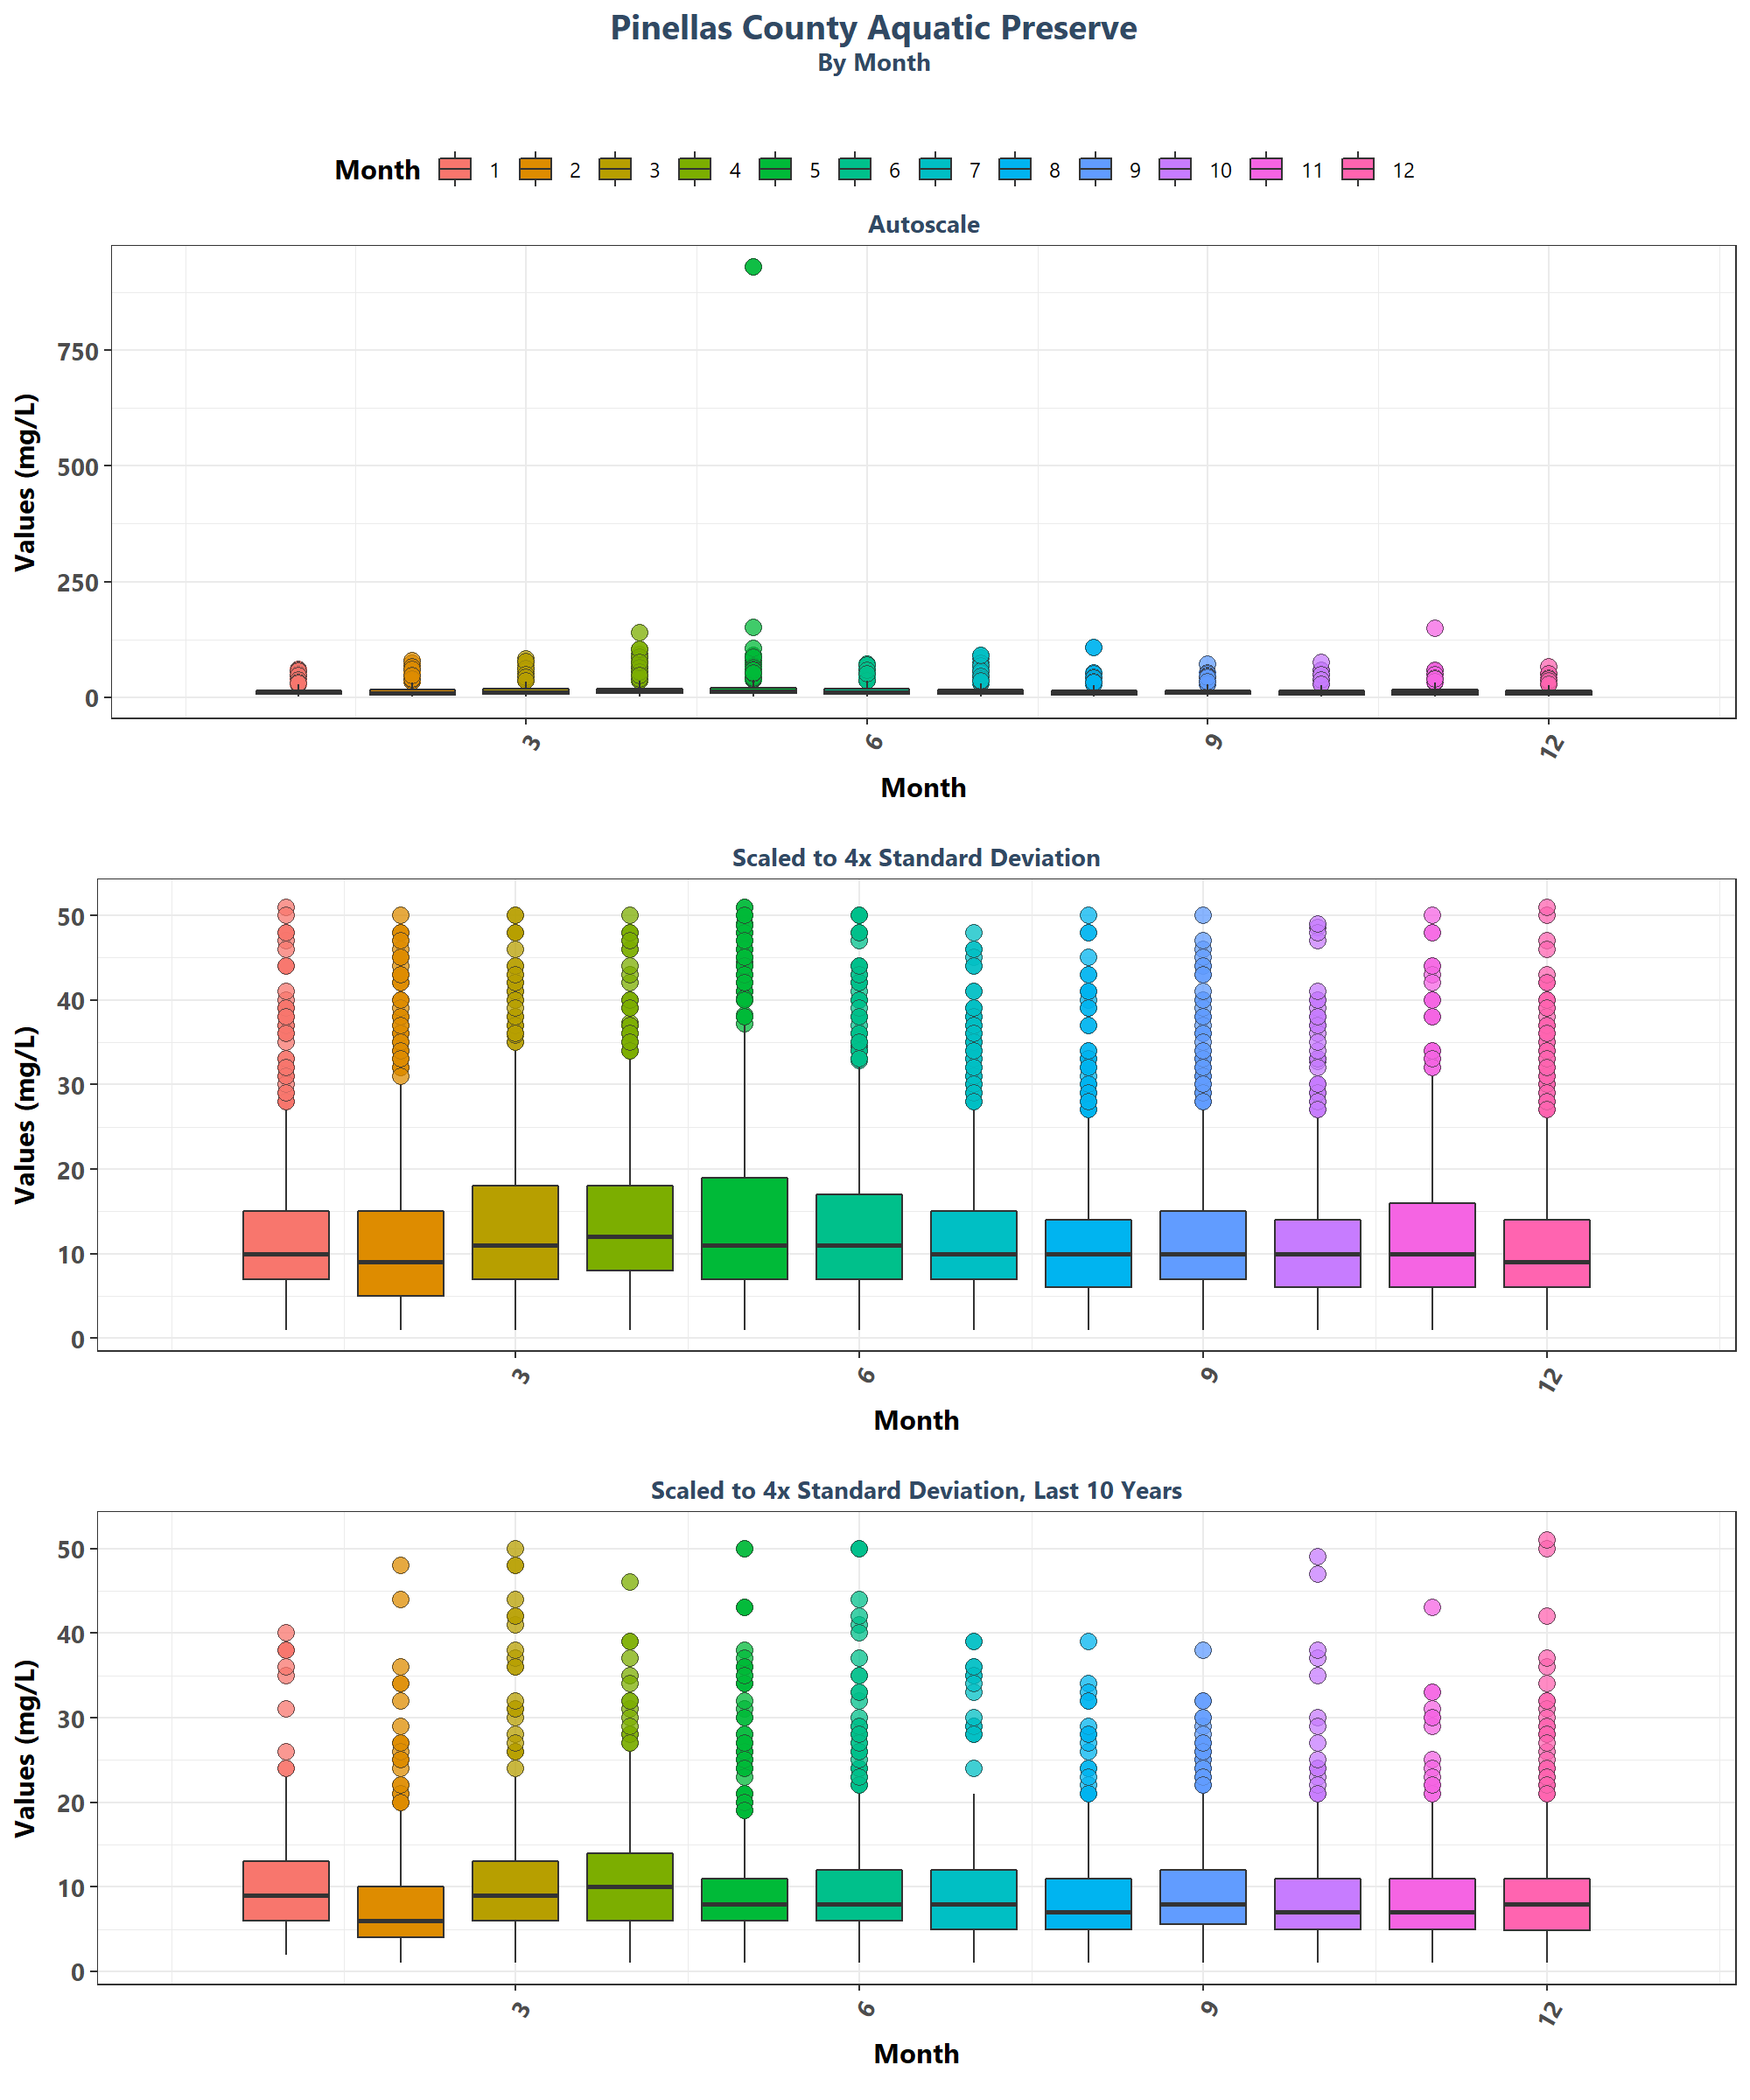 Pinellas County Aquatic Preserve
By Month
Month 1 2 3 4 5 6 7 8 9 10 11 12
Autoscale
Values (mg/L)
750
500
250
0
3 6 9 12
Month
Scaled to 4x Standard Deviation
Values (mg/L)
50
40
30
20
10
0
3 6 9 12
Month
Scaled to 4x Standard Deviation, Last 10 Years
Values (mg/L)
50
40
30
20
10
0
3 6 9 12
Month